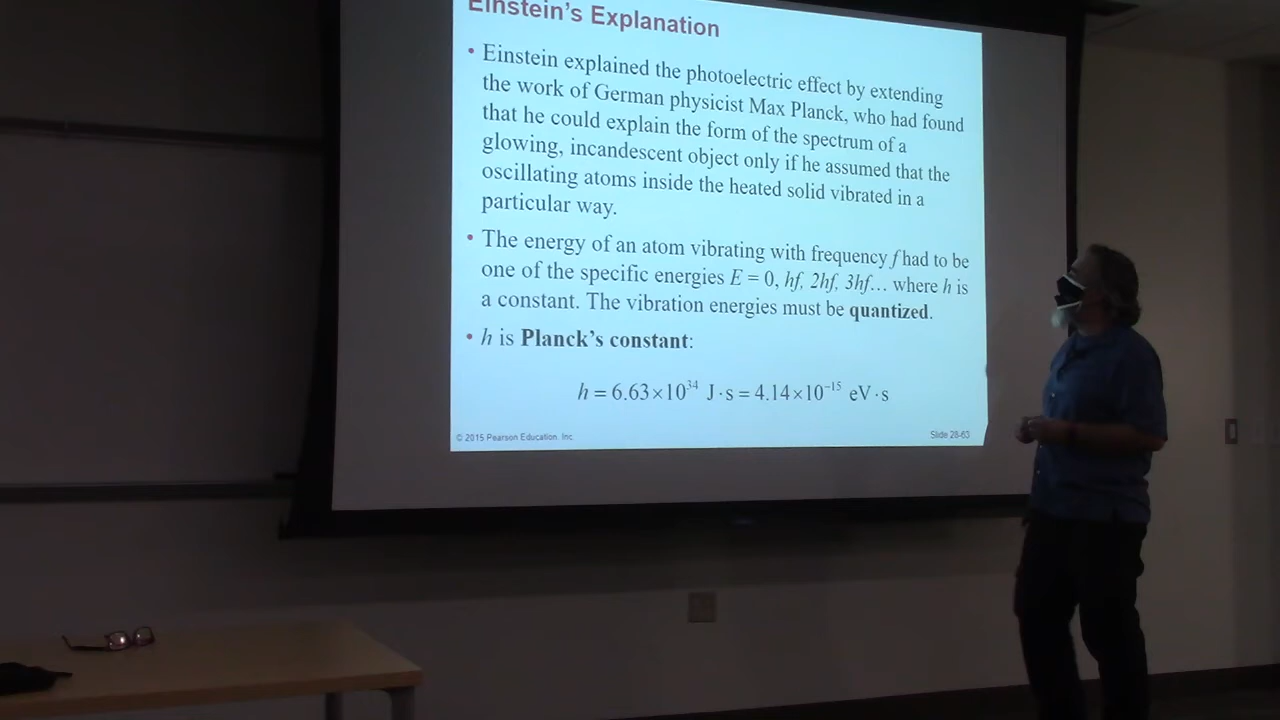 Einstein's Explanation
• Einstein explained the photoelectric effect by extending
the work of German physicist Max Planck, who had found
that he could explain the form of the spectrum of a
glowing, incandescent object only if he assumed that the
oscillating atoms inside the heated solid vibrated in a
particular way.
• The energy of an atom vibrating with frequency f had to be
one of the specific energies E = 0, hf, 2hf, 3hf... where h is
a constant. The vibration energies must be quantized.
• h is Planck's constant:
h = 6.63×10³⁴ J·s = 4.14×10⁻¹⁵ eV·s
© 2015 Pearson Education, Inc.
Slide 28-63